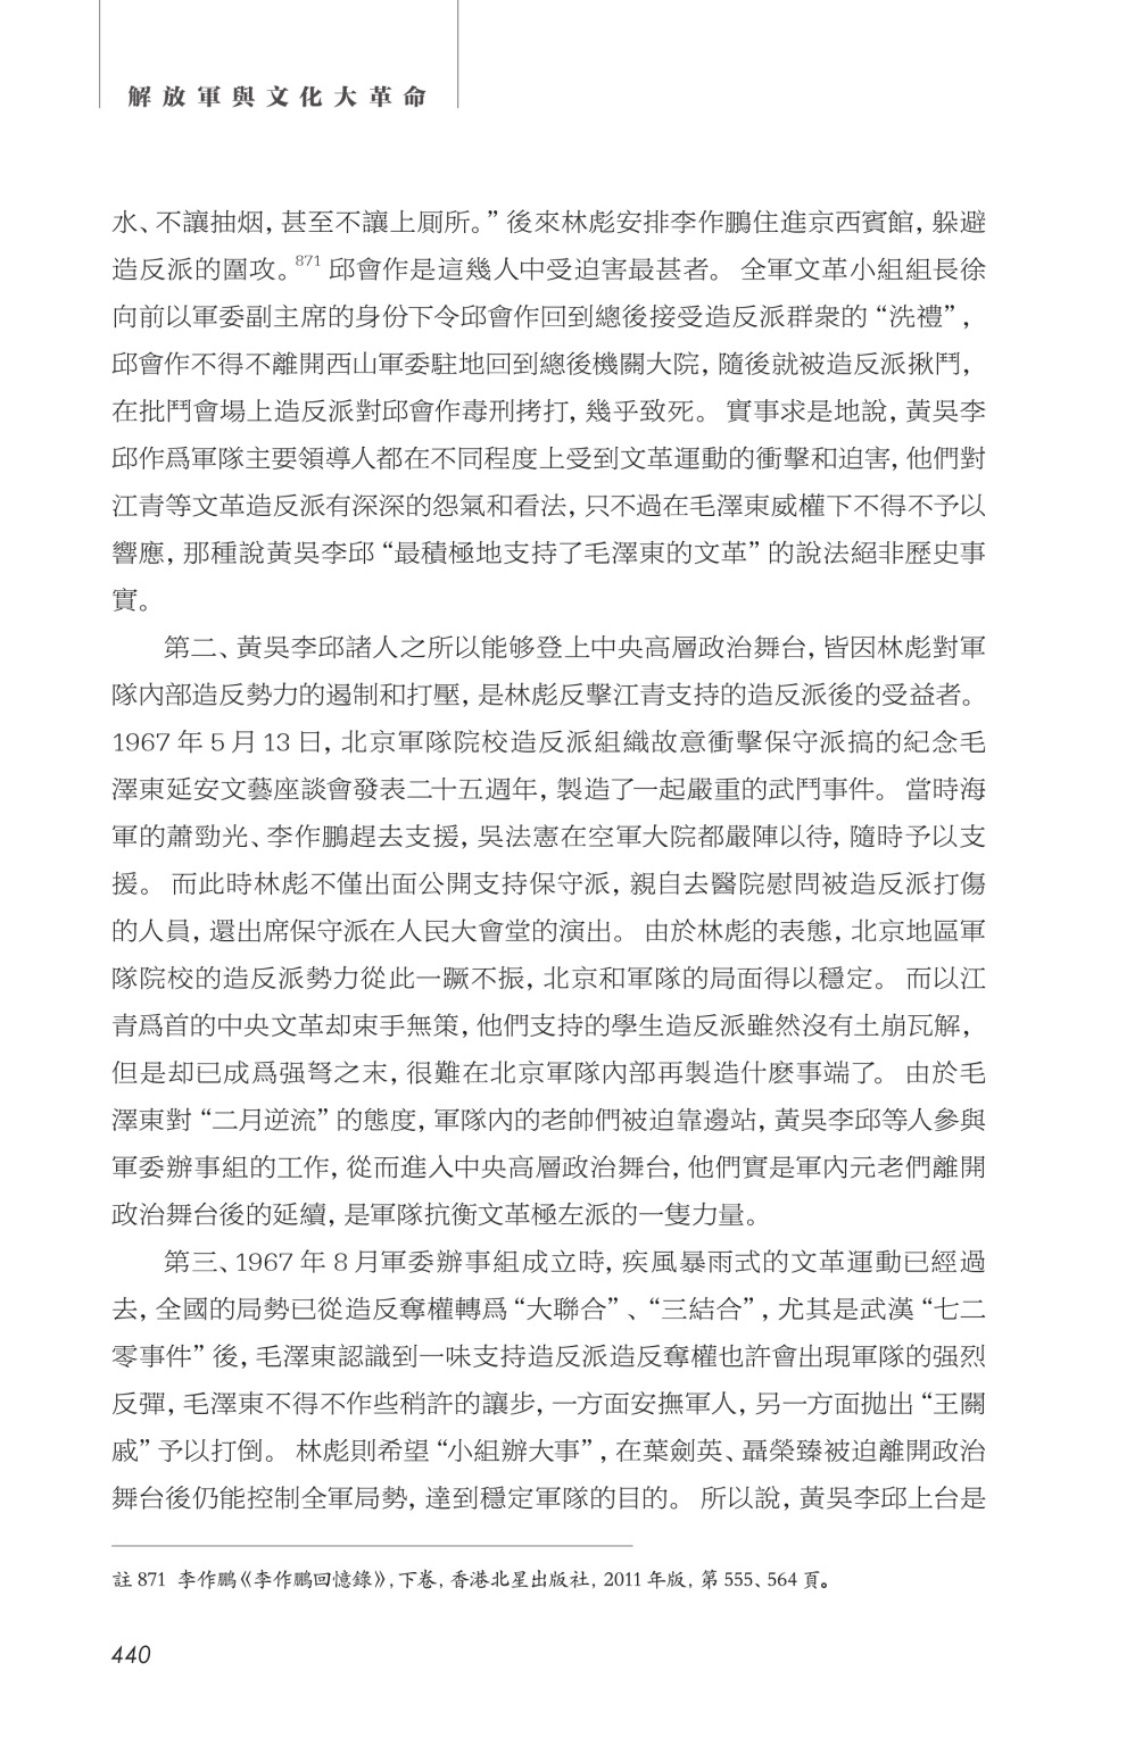 解放軍與文化大革命
水、不讓抽烟, 甚至不讓上厠所。” 後來林彪安排李作鵬住進京西賓館, 躲避
造反派的圍攻。871 邱會作是這幾人中受迫害最甚者。 全軍文革小組組長徐
向前以軍委副主席的身份下令邱會作回到總後接受造反派群衆的 “洗禮” ,
邱會作不得不離開西山軍委駐地回到總後機關大院, 隨後就被造反派揪鬥,
在批鬥會場上造反派對邱會作毒刑拷打, 幾乎致死。 實事求是地說, 黃吳李
邱作爲軍隊主要領導人都在不同程度上受到文革運動的衝擊和迫害, 他們對
江青等文革造反派有深深的怨氣和看法, 只不過在毛澤東威權下不得不予以
響應, 那種說黃吳李邱 “最積極地支持了毛澤東的文革” 的說法絕非歷史事
實。
第二、黃吳李邱諸人之所以能够登上中央高層政治舞台, 皆因林彪對軍
隊內部造反勢力的遏制和打壓, 是林彪反擊江青支持的造反派後的受益者。
1967 年 5 月 13 日, 北京軍隊院校造反派組織故意衝擊保守派搞的紀念毛
澤東延安文藝座談會發表二十五週年, 製造了一起嚴重的武鬥事件。 當時海
軍的蕭勁光、李作鵬趕去支援, 吳法憲在空軍大院都嚴陣以待, 隨時予以支
援。 而此時林彪不僅出面公開支持保守派, 親自去醫院慰問被造反派打傷
的人員, 還出席保守派在人民大會堂的演出。 由於林彪的表態, 北京地區軍
隊院校的造反派勢力從此一蹶不振, 北京和軍隊的局面得以穩定。 而以江
青爲首的中央文革却束手無策, 他們支持的學生造反派雖然沒有土崩瓦解,
但是却已成爲强弩之末, 很難在北京軍隊內部再製造什麽事端了。 由於毛
澤東對 “二月逆流” 的態度, 軍隊內的老帥們被迫靠邊站, 黃吳李邱等人參與
軍委辦事組的工作, 從而進入中央高層政治舞台, 他們實是軍內元老們離開
政治舞台後的延續, 是軍隊抗衡文革極左派的一隻力量。
第三、1967 年 8 月軍委辦事組成立時, 疾風暴雨式的文革運動已經過
去, 全國的局勢已從造反奪權轉爲 “大聯合” 、“三結合” , 尤其是武漢 “七二
零事件” 後, 毛澤東認識到一味支持造反派造反奪權也許會出現軍隊的强烈
反彈, 毛澤東不得不作些稍許的讓步, 一方面安撫軍人, 另一方面抛出 “王關
戚” 予以打倒。 林彪則希望 “小組辦大事” , 在葉劍英、聶榮臻被迫離開政治
舞台後仍能控制全軍局勢, 達到穩定軍隊的目的。 所以說, 黃吳李邱上台是
註 871 李作鵬《李作鵬回憶錄》, 下卷, 香港北星出版社, 2011 年版, 第 555、564 頁。
440